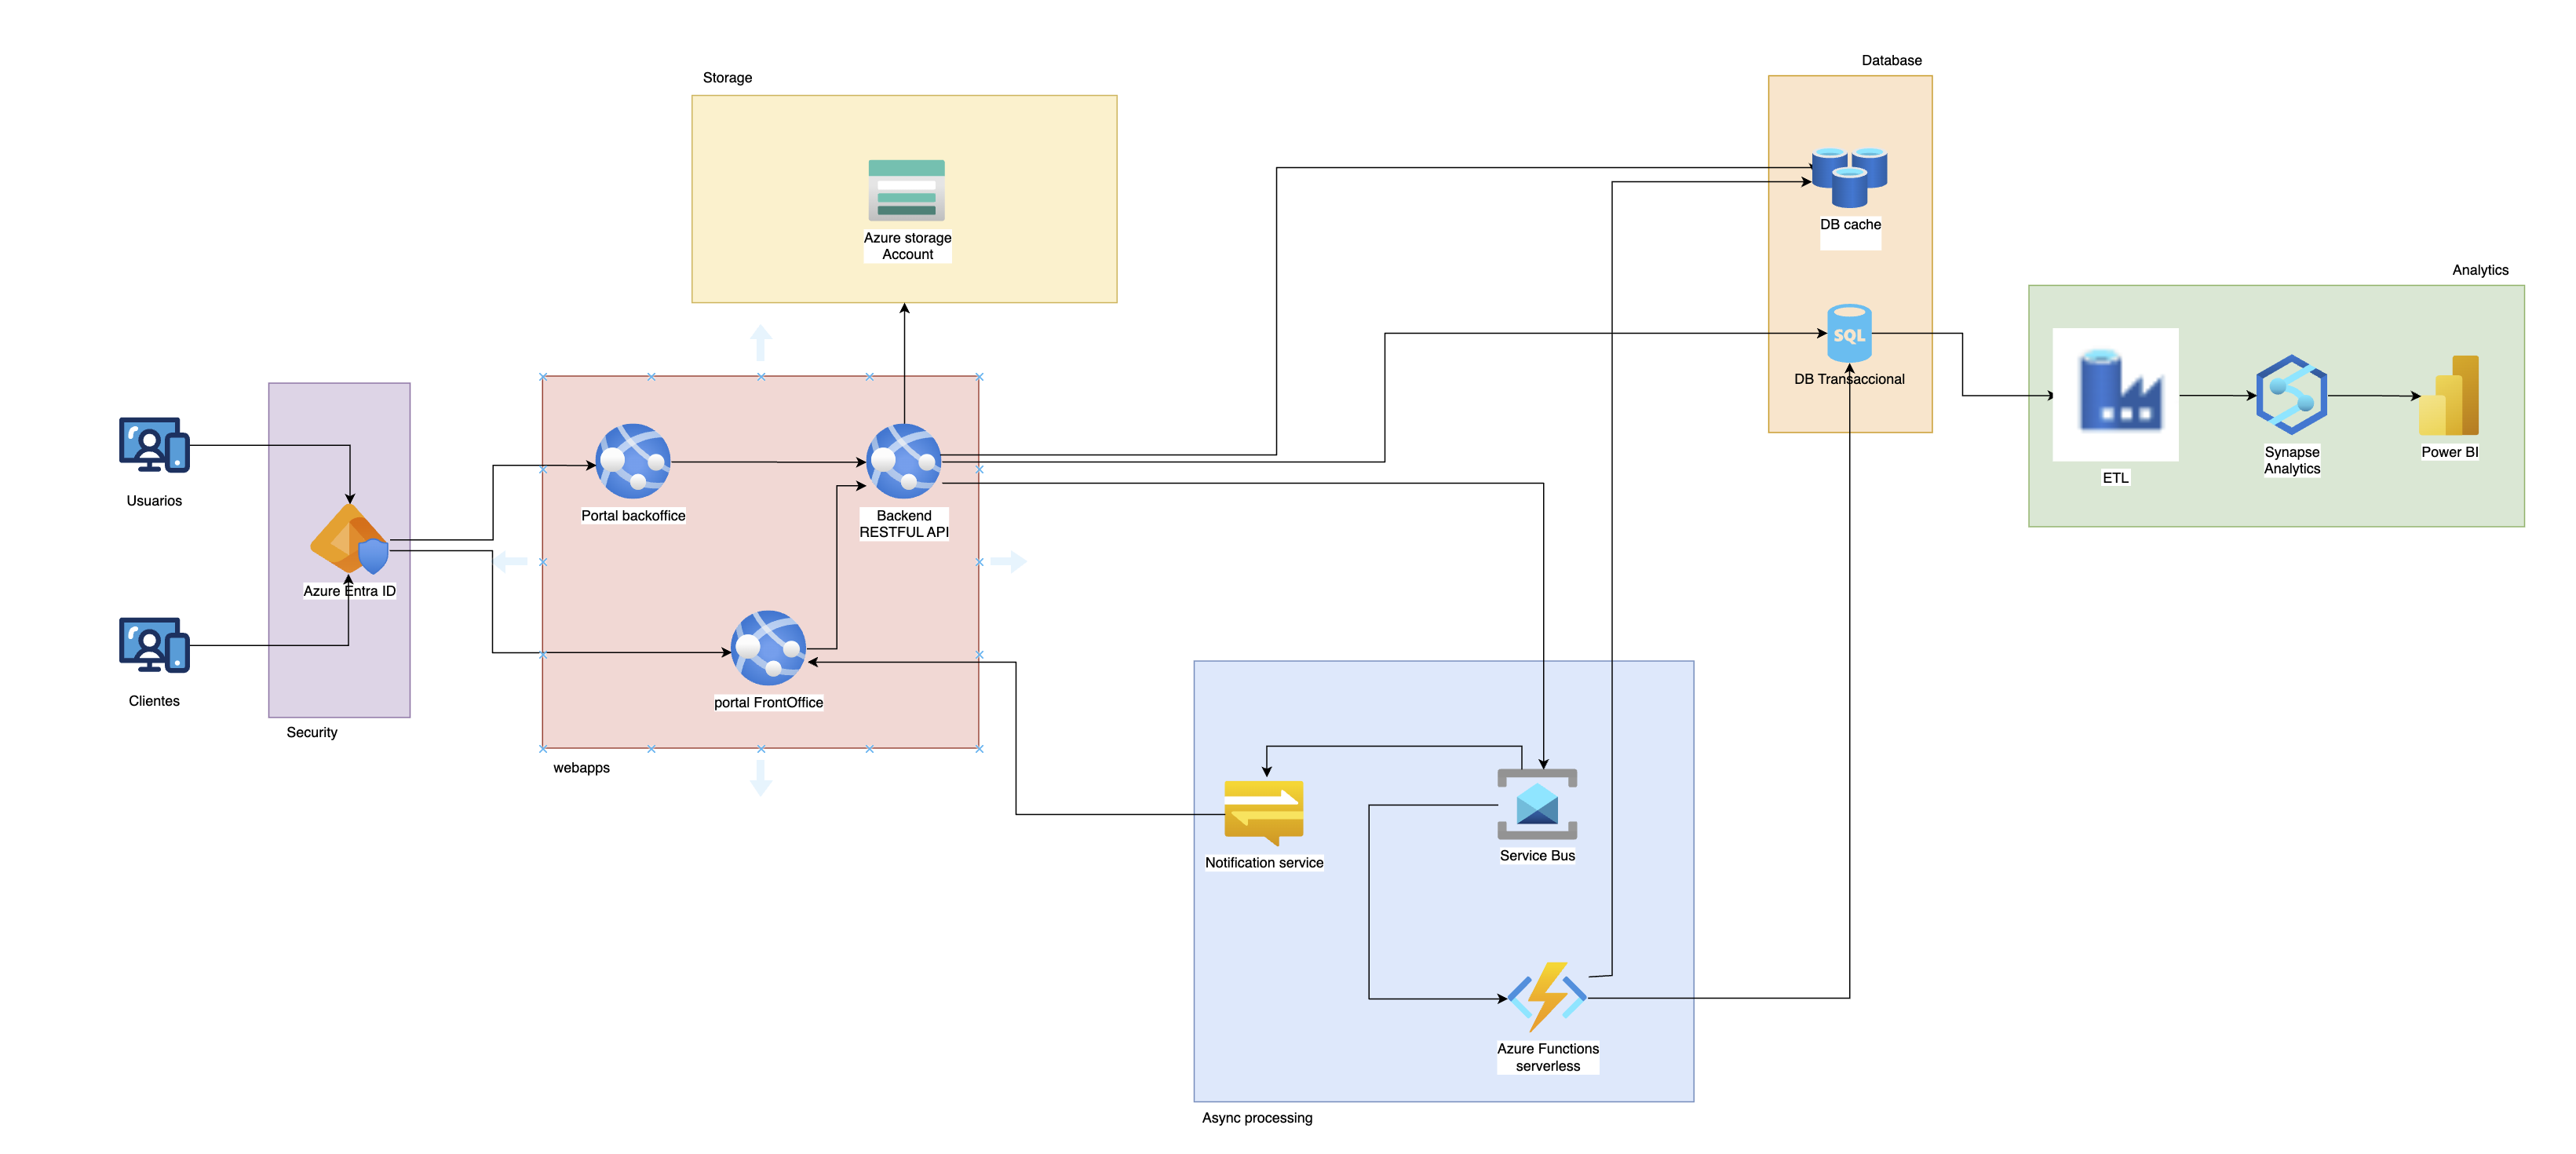 Database
Storage
DB cache
Azure storage
Account
Analytics
SQL
DB Transaccional
Usuarios
Portal backoffice
Backend
RESTFUL API
ETL
Synapse
Analytics
Power BI
Azure Entra ID
Clientes
portal FrontOffice
Security
webapps
Notification service
Service Bus
Azure Functions
serverless
Async processing